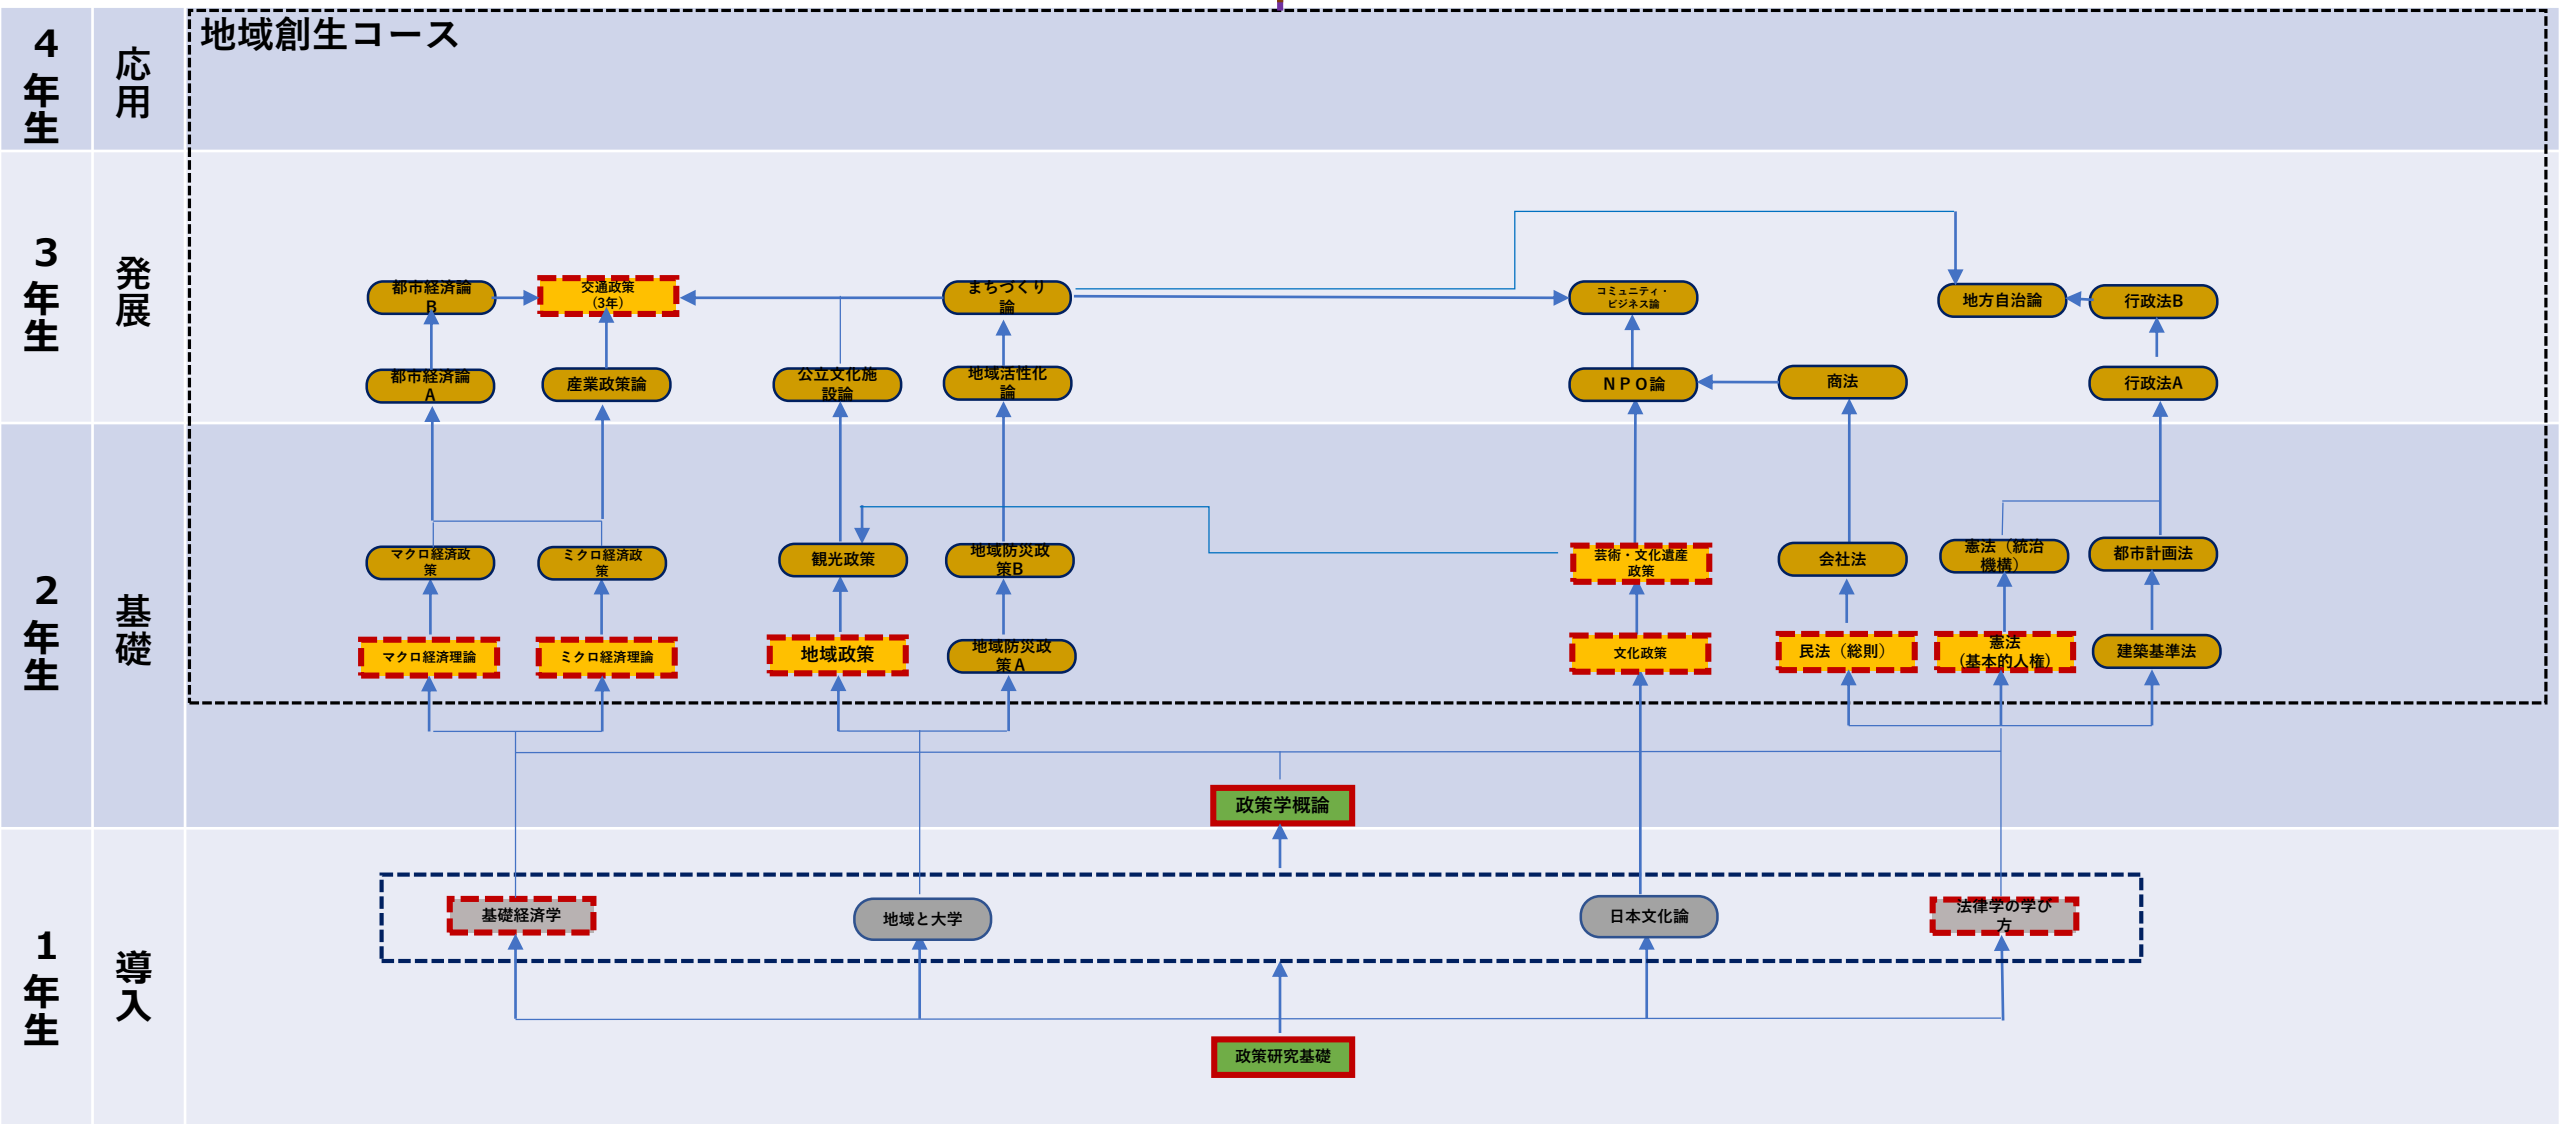 4
年
生
応
用
地域創生コース
3
年
生
発
展
都市経済論
B
交通政策
(3年)
まちづくり
論
コミュニティ・
ビジネス論
地方自治論
行政法B
都市経済論
A
産業政策論
公立文化施
設論
地域活性化
論
ＮＰＯ論
商法
行政法A
2
年
生
基
礎
マクロ経済政
策
ミクロ経済政
策
観光政策
地域防災政
策B
芸術・文化遺産
政策
会社法
憲法（統治
機構）
都市計画法
マクロ経済理論
ミクロ経済理論
地域政策
地域防災政
策Ａ
文化政策
民法（総則）
憲法
(基本的人権)
建築基準法
政策学概論
1
年
生
導
入
基礎経済学
地域と大学
日本文化論
法律学の学び
方
政策研究基礎